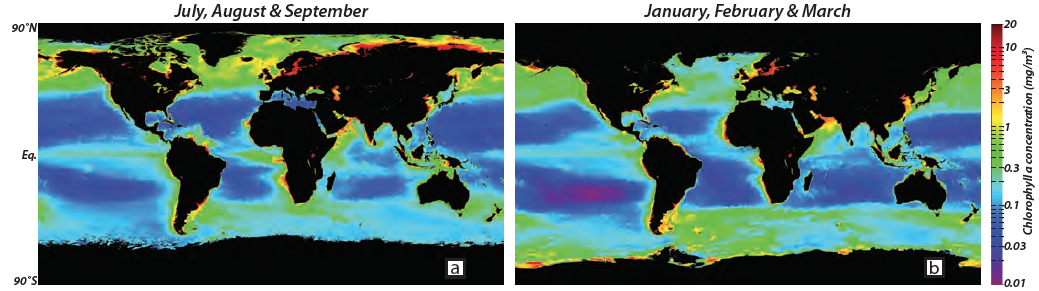 July, August & September
January, February & March
90°N
Eq.
90°S
a
b
20
10
3
1
0.3
0.1
0.03
0.01
Chlorophyll a concentration (mg/m³)